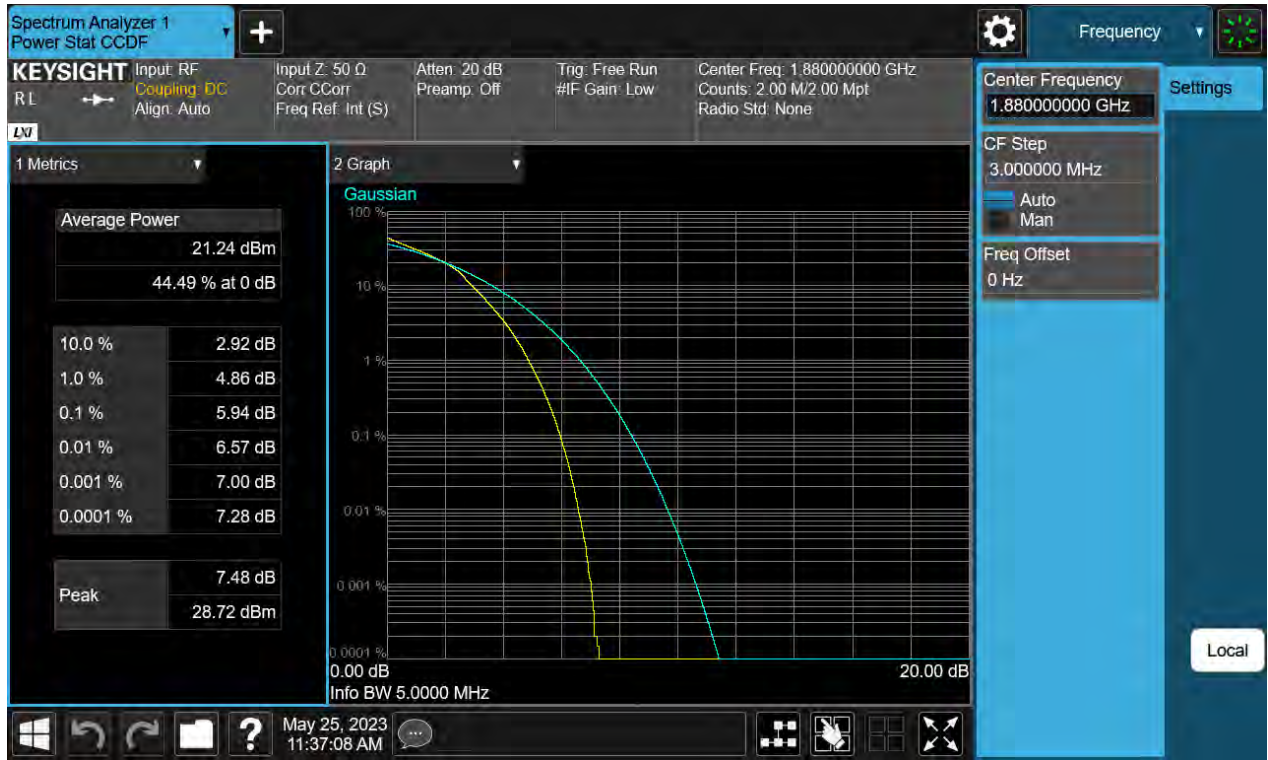 Spectrum Analyzer 1
Power Stat CCDF
Frequency
KEYSIGHT
RL
LXI
Input: RF
Coupling: DC
Align: Auto
Input Z: 50 Ω
Corr CCorr
Freq Ref: Int (S)
Atten: 20 dB
Preamp: Off
Trig: Free Run
#IF Gain: Low
Center Freq: 1.880000000 GHz
Counts: 2.00 M/2.00 Mpt
Radio Std: None
Center Frequency
1.880000000 GHz
Settings
CF Step
3.000000 MHz
Auto
Man
Freq Offset
0 Hz
1 Metrics
Average Power
21.24 dBm
44.49 % at 0 dB
10.0 % 2.92 dB
1.0 % 4.86 dB
0.1 % 5.94 dB
0.01 % 6.57 dB
0.001 % 7.00 dB
0.0001 % 7.28 dB
Peak
7.48 dB
28.72 dBm
2 Graph
Gaussian
100 %
10 %
1 %
0.1 %
0.01 %
0.001 %
0.0001 %
0.00 dB 20.00 dB
Info BW 5.0000 MHz
Local
?
May 25, 2023
11:37:08 AM